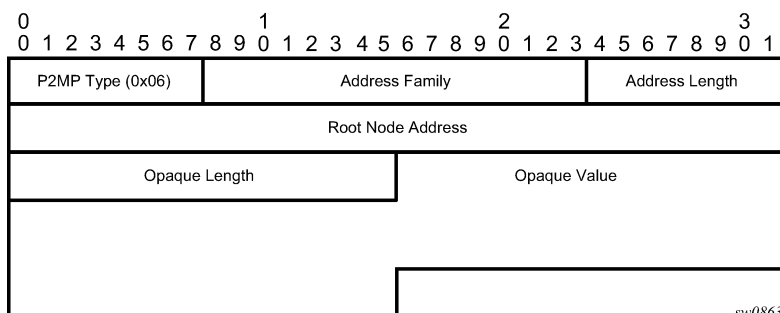 0 1 2 3
0 1 2 3 4 5 6 7 8 9 0 1 2 3 4 5 6 7 8 9 0 1 2 3 4 5 6 7 8 9 0 1
P2MP Type (0x06) Address Family Address Length
Root Node Address
Opaque Length Opaque Value